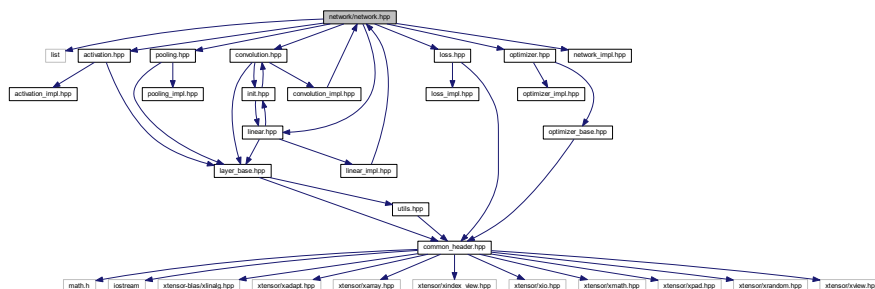 network/network.hpp
list
activation.hpp
pooling.hpp
convolution.hpp
loss.hpp
optimizer.hpp
network_impl.hpp
activation_impl.hpp
pooling_impl.hpp
init.hpp
convolution_impl.hpp
loss_impl.hpp
optimizer_impl.hpp
linear.hpp
optimizer_base.hpp
layer_base.hpp
linear_impl.hpp
utils.hpp
common_header.hpp
math.h
iostream
xtensor-blas/xlinalg.hpp
xtensor/xadapt.hpp
xtensor/xarray.hpp
xtensor/xindex_view.hpp
xtensor/xio.hpp
xtensor/xmath.hpp
xtensor/xpad.hpp
xtensor/xrandom.hpp
xtensor/xview.hpp